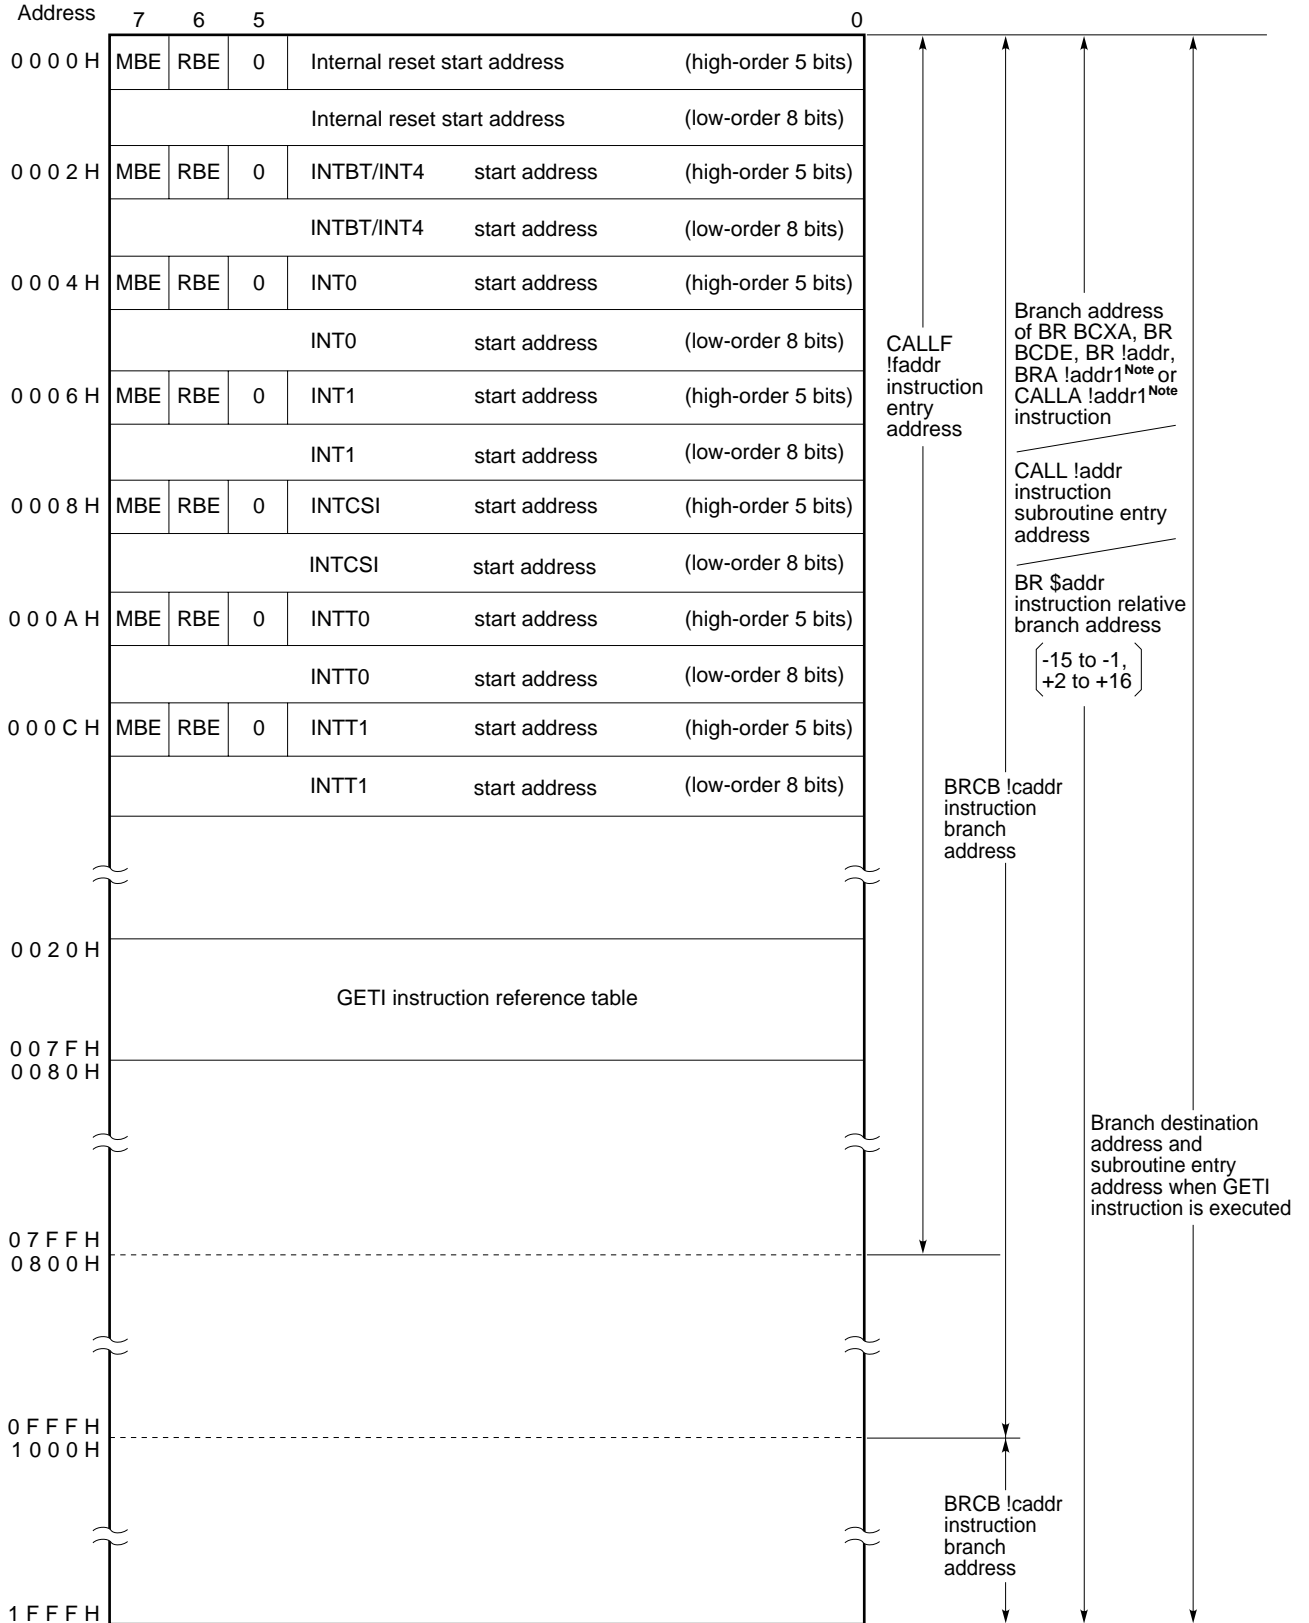 Address 7 6 5 0
0000H MBE RBE 0 Internal reset start address (high-order 5 bits)
Internal reset start address (low-order 8 bits)
0002H MBE RBE 0 INTBT/INT4 start address (high-order 5 bits)
INTBT/INT4 start address (low-order 8 bits)
0004H MBE RBE 0 INT0 start address (high-order 5 bits)
INT0 start address (low-order 8 bits)
0006H MBE RBE 0 INT1 start address (high-order 5 bits)
INT1 start address (low-order 8 bits)
0008H MBE RBE 0 INTCSI start address (high-order 5 bits)
INTCSI start address (low-order 8 bits)
000AH MBE RBE 0 INTT0 start address (high-order 5 bits)
INTT0 start address (low-order 8 bits)
000CH MBE RBE 0 INTT1 start address (high-order 5 bits)
INTT1 start address (low-order 8 bits)
0020H
GETI instruction reference table
007FH
0080H
07FFH
0800H
0FFFH
1000H
1FFFH
CALLF
!faddr
instruction
entry
address
BRCB !caddr
instruction
branch
address
BRCB !caddr
instruction
branch
address
Branch address
of BR BCXA, BR
BCDE, BR !addr,
BRA !addr1Note or
CALLA !addr1Note
instruction
CALL !addr
instruction
subroutine entry
address
BR $addr
instruction relative
branch address
-15 to -1,
+2 to +16
Branch destination
address and
subroutine entry
address when GETI
instruction is executed